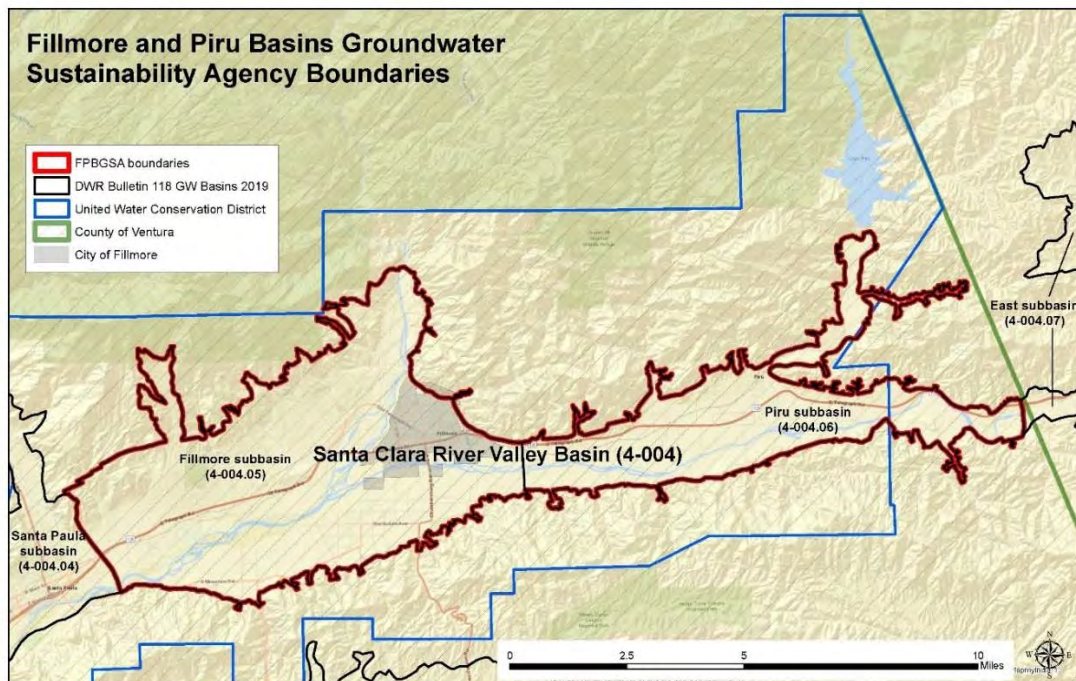 Fillmore and Piru Basins Groundwater
Sustainability Agency Boundaries
FPBGSA boundaries
DWR Bulletin 118 GW Basins 2019
United Water Conservation District
County of Ventura
City of Fillmore
East subbasin
(4-004.07)
Piru
Piru subbasin
(4-004.06)
Fillmore subbasin
(4-004.05)
Santa Clara River Valley Basin (4-004)
Santa Paula
subbasin
(4-004.04)
Santa Paula
N
W
E
S
0
2.5
5
10
Miles